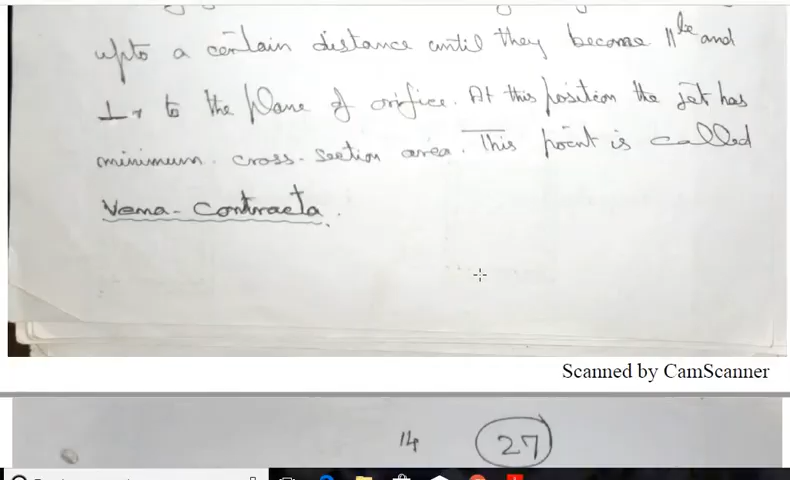 upto a certain distance until they become 11le and
⊥r to the plane of orifice. At this position the jet has
minimum cross-section area. This point is called
Vena-Contracta.
Scanned by CamScanner
14 27